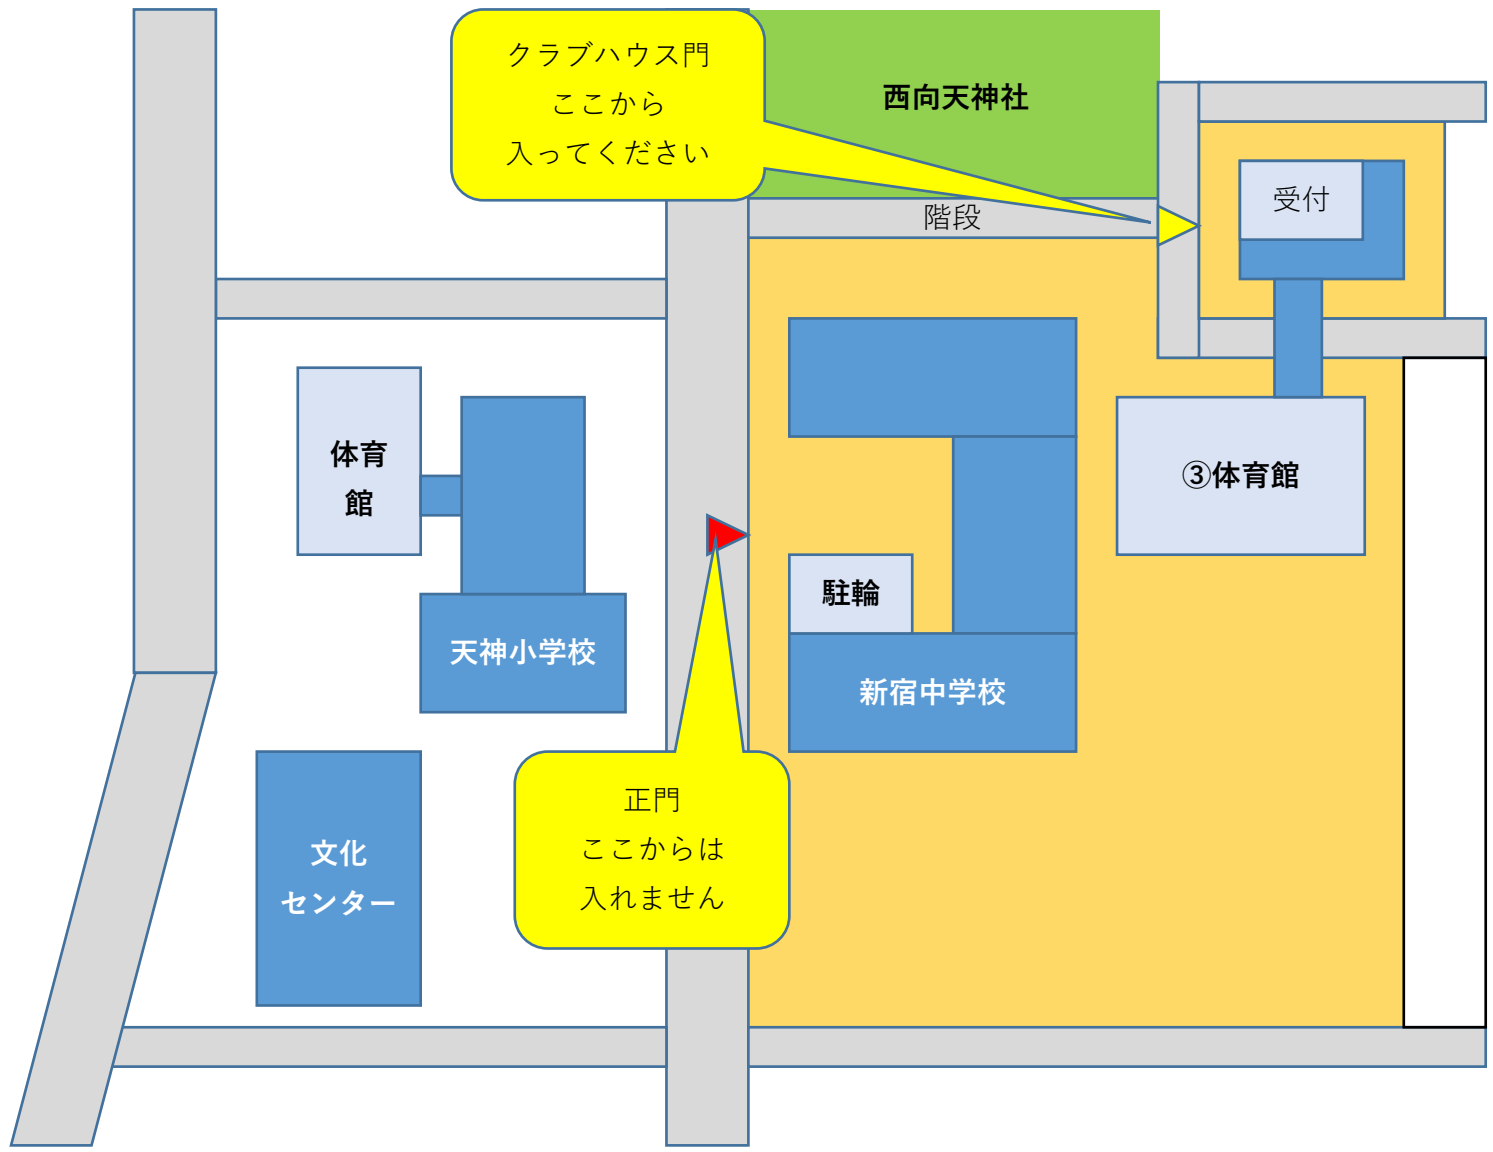 クラブハウス門
ここから
入ってください
西向天神社
受付
階段
体育
館
③体育館
駐輪
天神小学校
新宿中学校
正門
ここからは
入れません
文化
センター